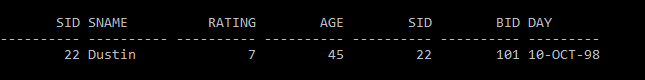 SID SNAME RATING AGE SID BID DAY
---------- ---------- ---------- ---------- ---------- ---------- ---------
22 Dustin 7 45 22 101 10-OCT-98